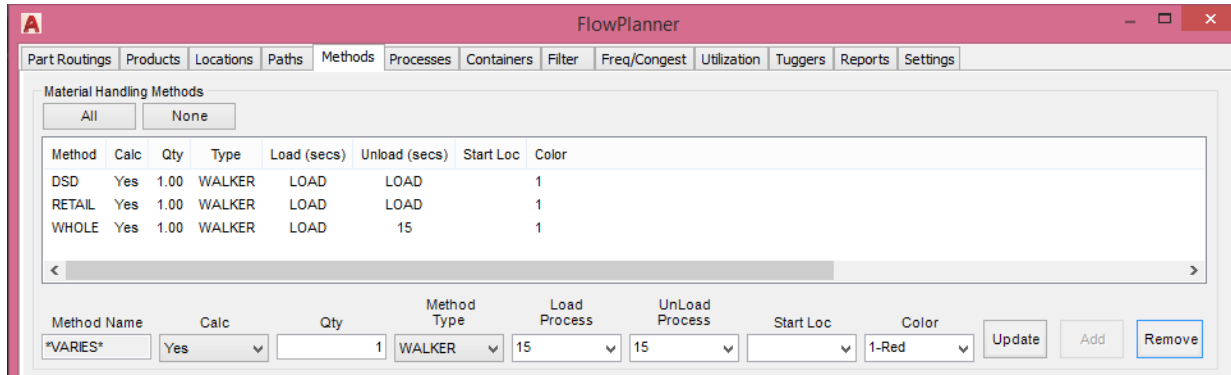 FlowPlanner
Part Routings Products Locations Paths Methods Processes Containers Filter Freq/Congest Utilization Tuggers Reports Settings
Material Handling Methods
All None
Method Calc Qty Type Load (secs) Unload (secs) Start Loc Color
DSD Yes 1.00 WALKER LOAD LOAD 1
RETAIL Yes 1.00 WALKER LOAD LOAD 1
WHOLE Yes 1.00 WALKER LOAD 15 1
Method Name Calc Qty Method Type Load Process UnLoad Process Start Loc Color
*VARIES* Yes 1 WALKER 15 15 1-Red Update Add Remove